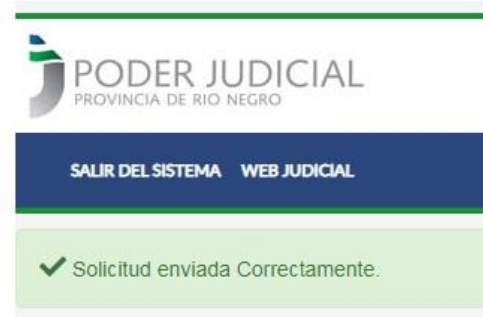 PODER JUDICIAL
PROVINCIA DE RIO NEGRO
SALIR DEL SISTEMA WEB JUDICIAL
Solicitud enviada Correctamente.